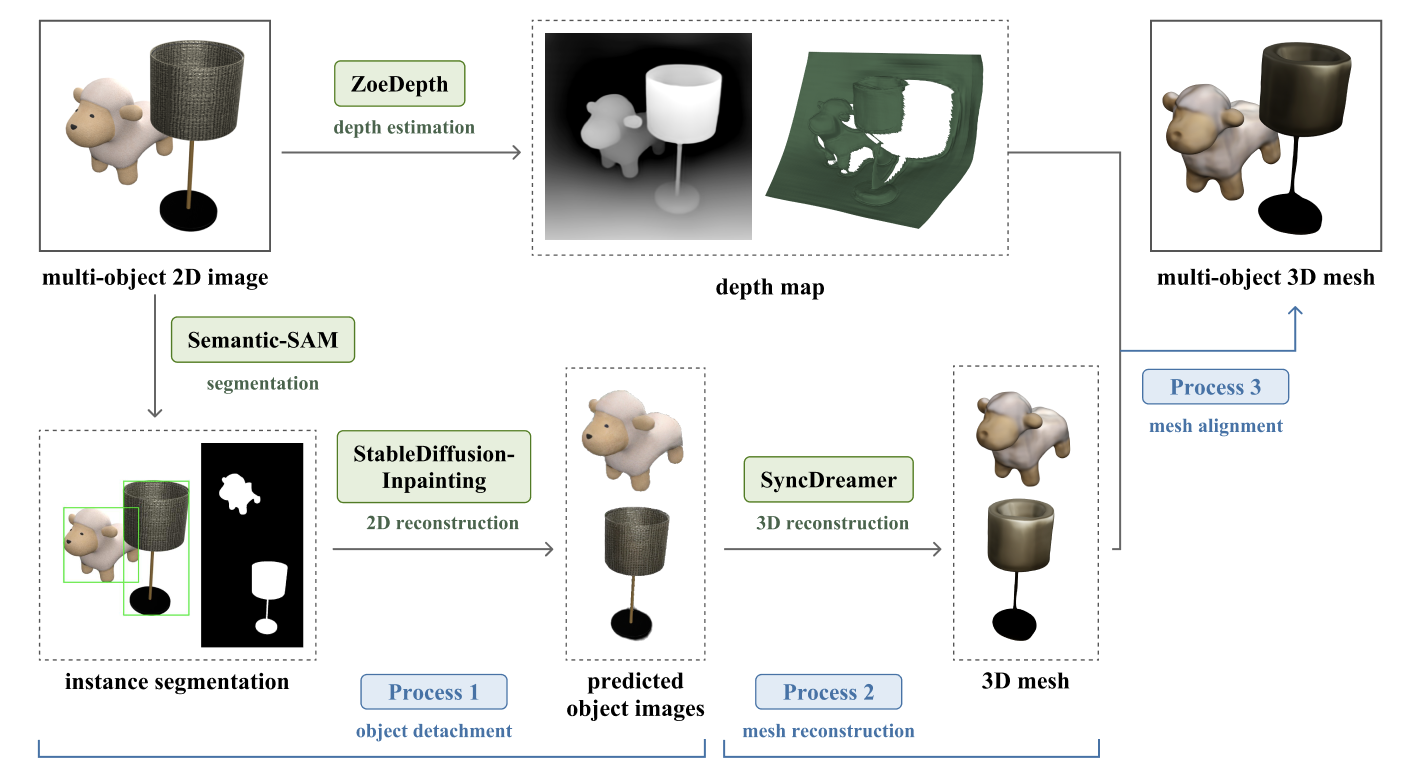 ZoeDepth
depth estimation
multi-object 2D image
depth map
multi-object 3D mesh
Semantic-SAM
segmentation
Process 3
mesh alignment
StableDiffusion-
Inpainting
2D reconstruction
SyncDreamer
3D reconstruction
instance segmentation
Process 1
object detachment
predicted
object images
Process 2
mesh reconstruction
3D mesh